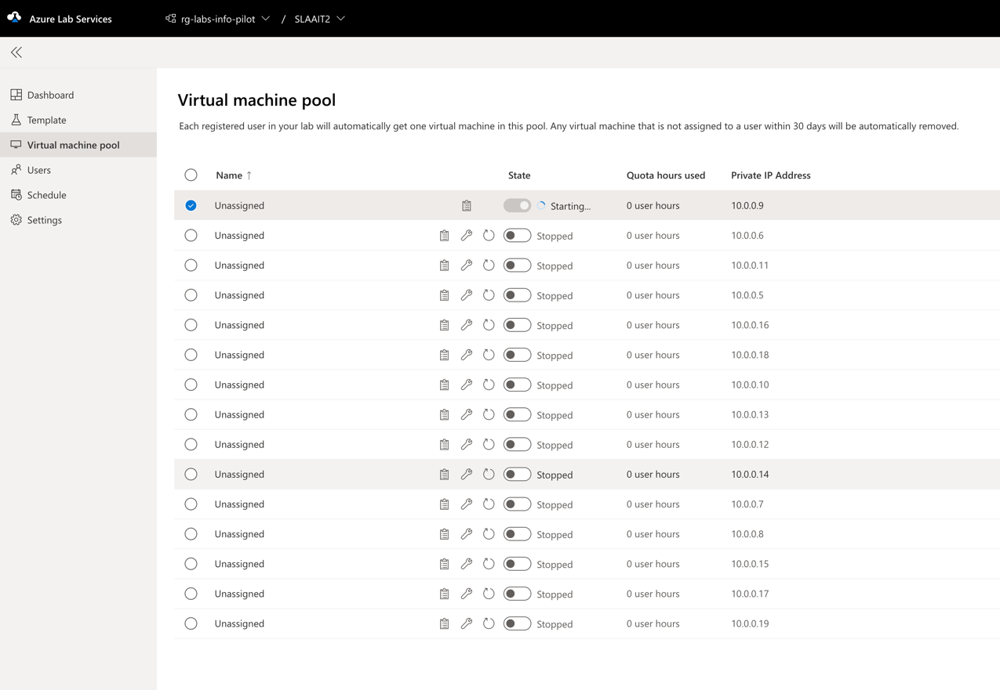 Azure Lab Services rg-labs-info-pilot / SLAAIT2
Dashboard
Template
Virtual machine pool
Users
Schedule
Settings
Virtual machine pool
Each registered user in your lab will automatically get one virtual machine in this pool. Any virtual machine that is not assigned to a user within 30 days will be automatically removed.
Name ↑ State Quota hours used Private IP Address
Unassigned Starting... 0 user hours 10.0.0.9
Unassigned Stopped 0 user hours 10.0.0.6
Unassigned Stopped 0 user hours 10.0.0.11
Unassigned Stopped 0 user hours 10.0.0.5
Unassigned Stopped 0 user hours 10.0.0.16
Unassigned Stopped 0 user hours 10.0.0.18
Unassigned Stopped 0 user hours 10.0.0.10
Unassigned Stopped 0 user hours 10.0.0.13
Unassigned Stopped 0 user hours 10.0.0.12
Unassigned Stopped 0 user hours 10.0.0.14
Unassigned Stopped 0 user hours 10.0.0.7
Unassigned Stopped 0 user hours 10.0.0.8
Unassigned Stopped 0 user hours 10.0.0.15
Unassigned Stopped 0 user hours 10.0.0.17
Unassigned Stopped 0 user hours 10.0.0.19